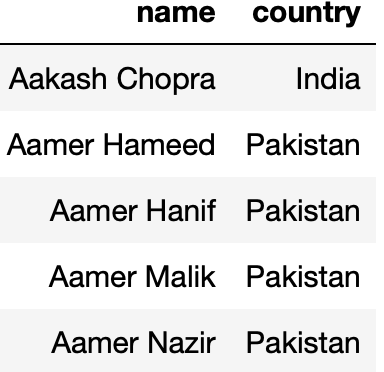 name country
Aakash Chopra India
Aamer Hameed Pakistan
Aamer Hanif Pakistan
Aamer Malik Pakistan
Aamer Nazir Pakistan